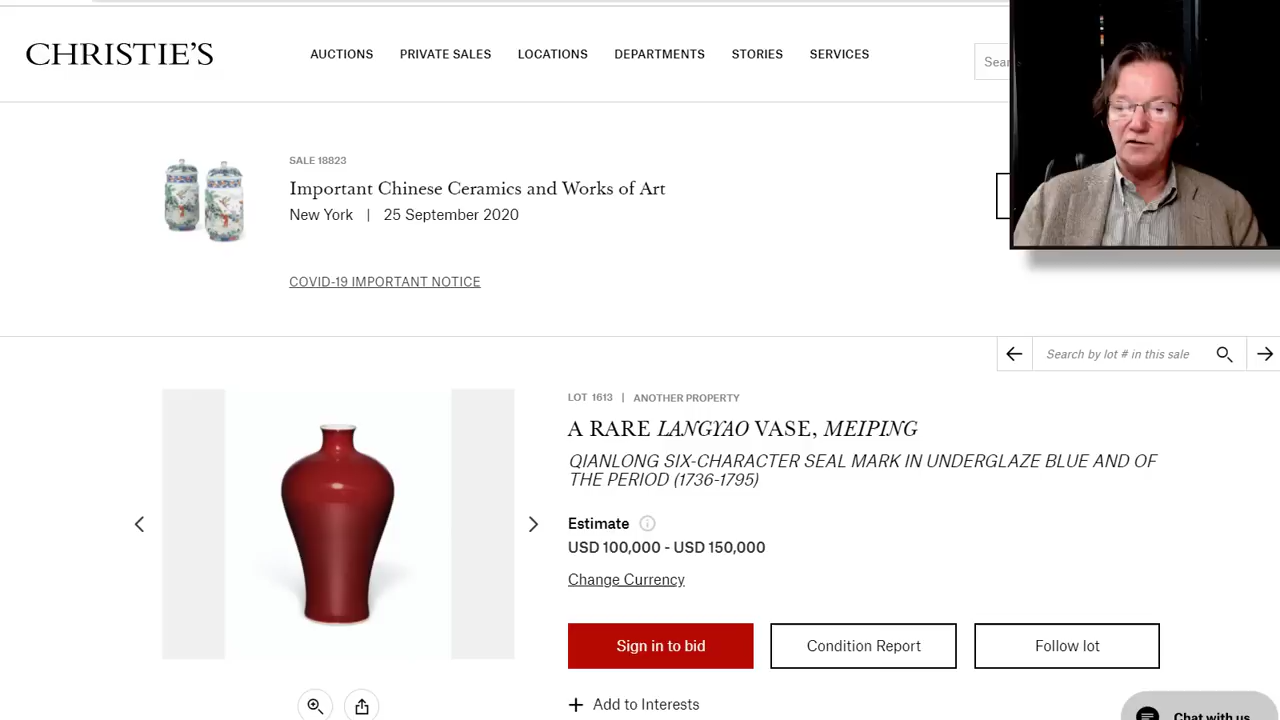 CHRISTIE'S
AUCTIONS
PRIVATE SALES
LOCATIONS
DEPARTMENTS
STORIES
SERVICES
SALE 18823
Important Chinese Ceramics and Works of Art
New York | 25 September 2020
COVID-19 IMPORTANT NOTICE
Search by lot # in this sale
LOT 1613 | ANOTHER PROPERTY
A RARE LANGYAO VASE, MEIPING
QIANLONG SIX-CHARACTER SEAL MARK IN UNDERGLAZE BLUE AND OF
THE PERIOD (1736-1795)
Estimate
USD 100,000 - USD 150,000
Change Currency
Sign in to bid
Condition Report
Follow lot
+ Add to Interests
Chat with us